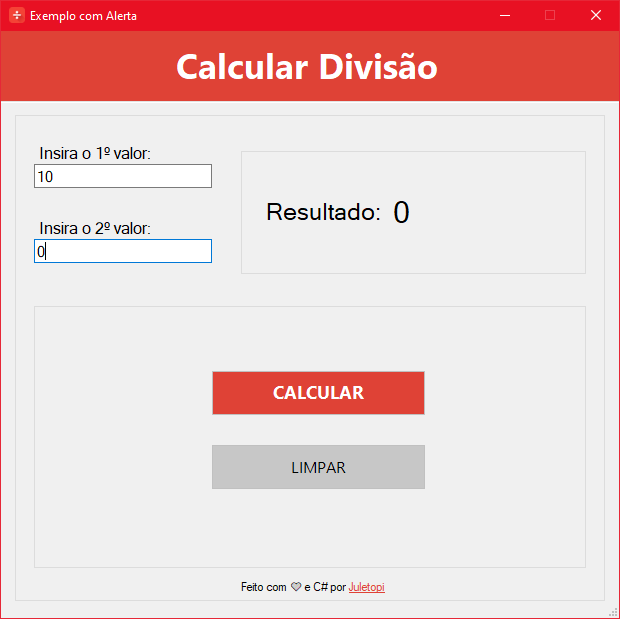 Exemplo com Alerta
Calcular Divisão
Insira o 1º valor:
10
Insira o 2º valor:
0
Resultado: 0
CALCULAR
LIMPAR
Feito com 🤍 e C# por Juletopi